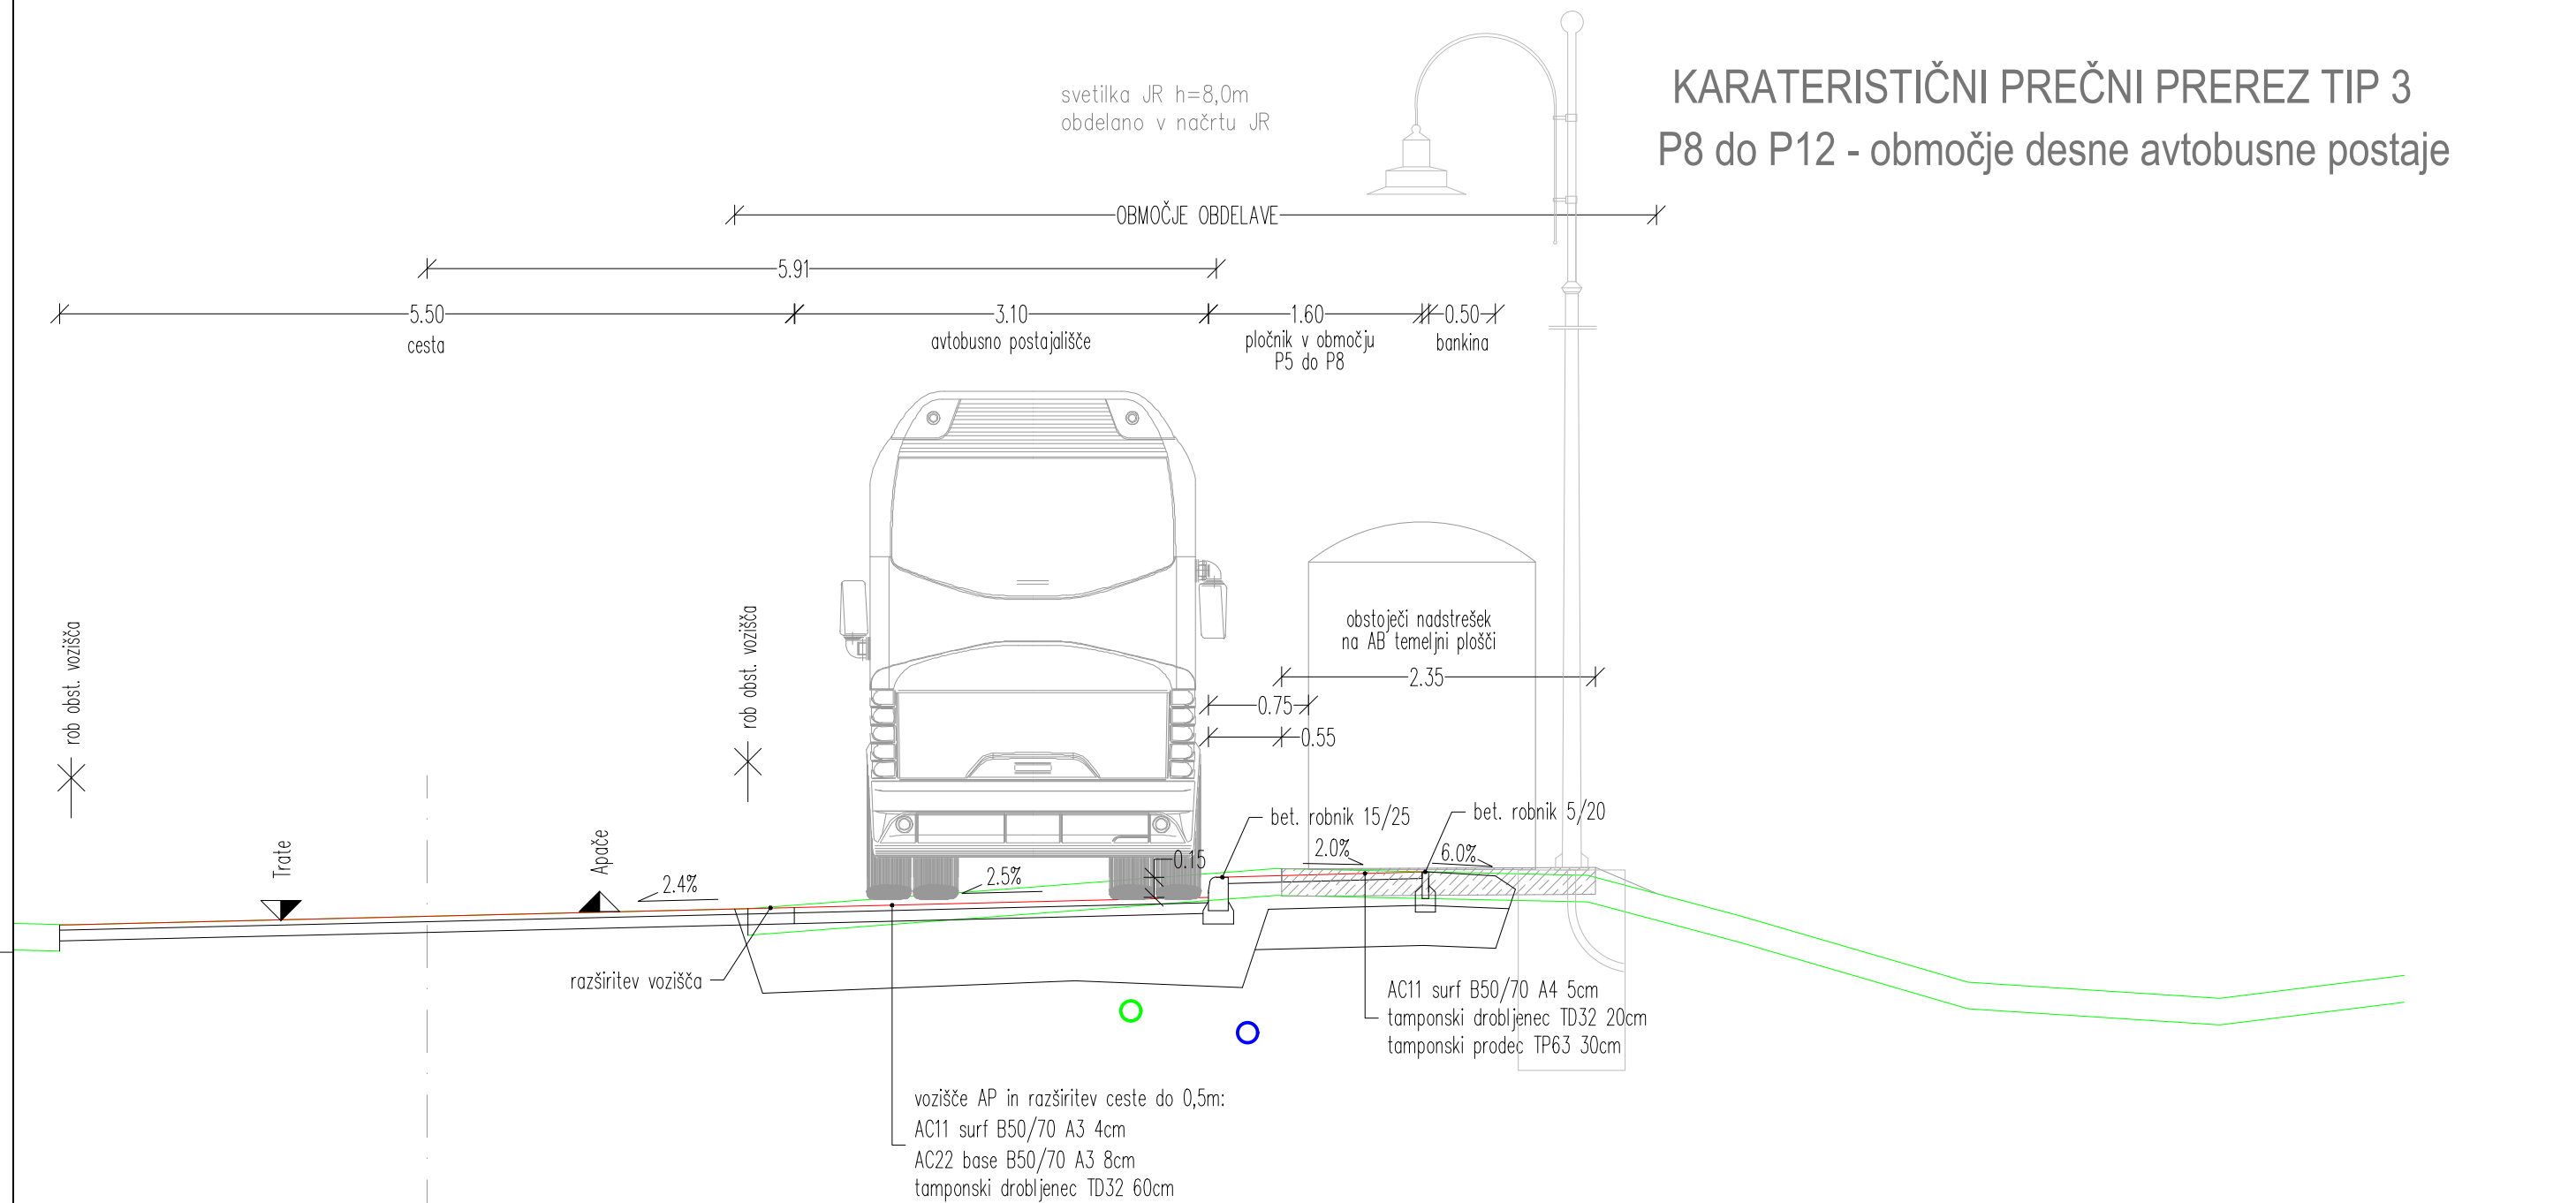 KARATERISTIČNI PREČNI PREREZ TIP 3
P8 do P12 - območje desne avtobusne postaje
svetilka JR h=8,0m
obdelano v načrtu JR
OBMOČJE OBDELAVE
5.91
5.50
cesta
3.10
avtobusno postajališče
1.60
pločnik v območju
P5 do P8
0.50
bankina
obstoječi nadstrešek
na AB temeljni plošči
2.35
0.75
0.55
rob obst. vozišča
rob obst. vozišča
bet. robnik 15/25
bet. robnik 5/20
Trate
Apače
2.4%
2.5%
0.15
2.0%
6.0%
razširitev vozišča
AC11 surf B50/70 A4 5cm
tamponski drobljenec TD32 20cm
tamponski prodec TP63 30cm
vozišče AP in razširitev ceste do 0,5m:
AC11 surf B50/70 A3 4cm
AC22 base B50/70 A3 8cm
tamponski drobljenec TD32 60cm